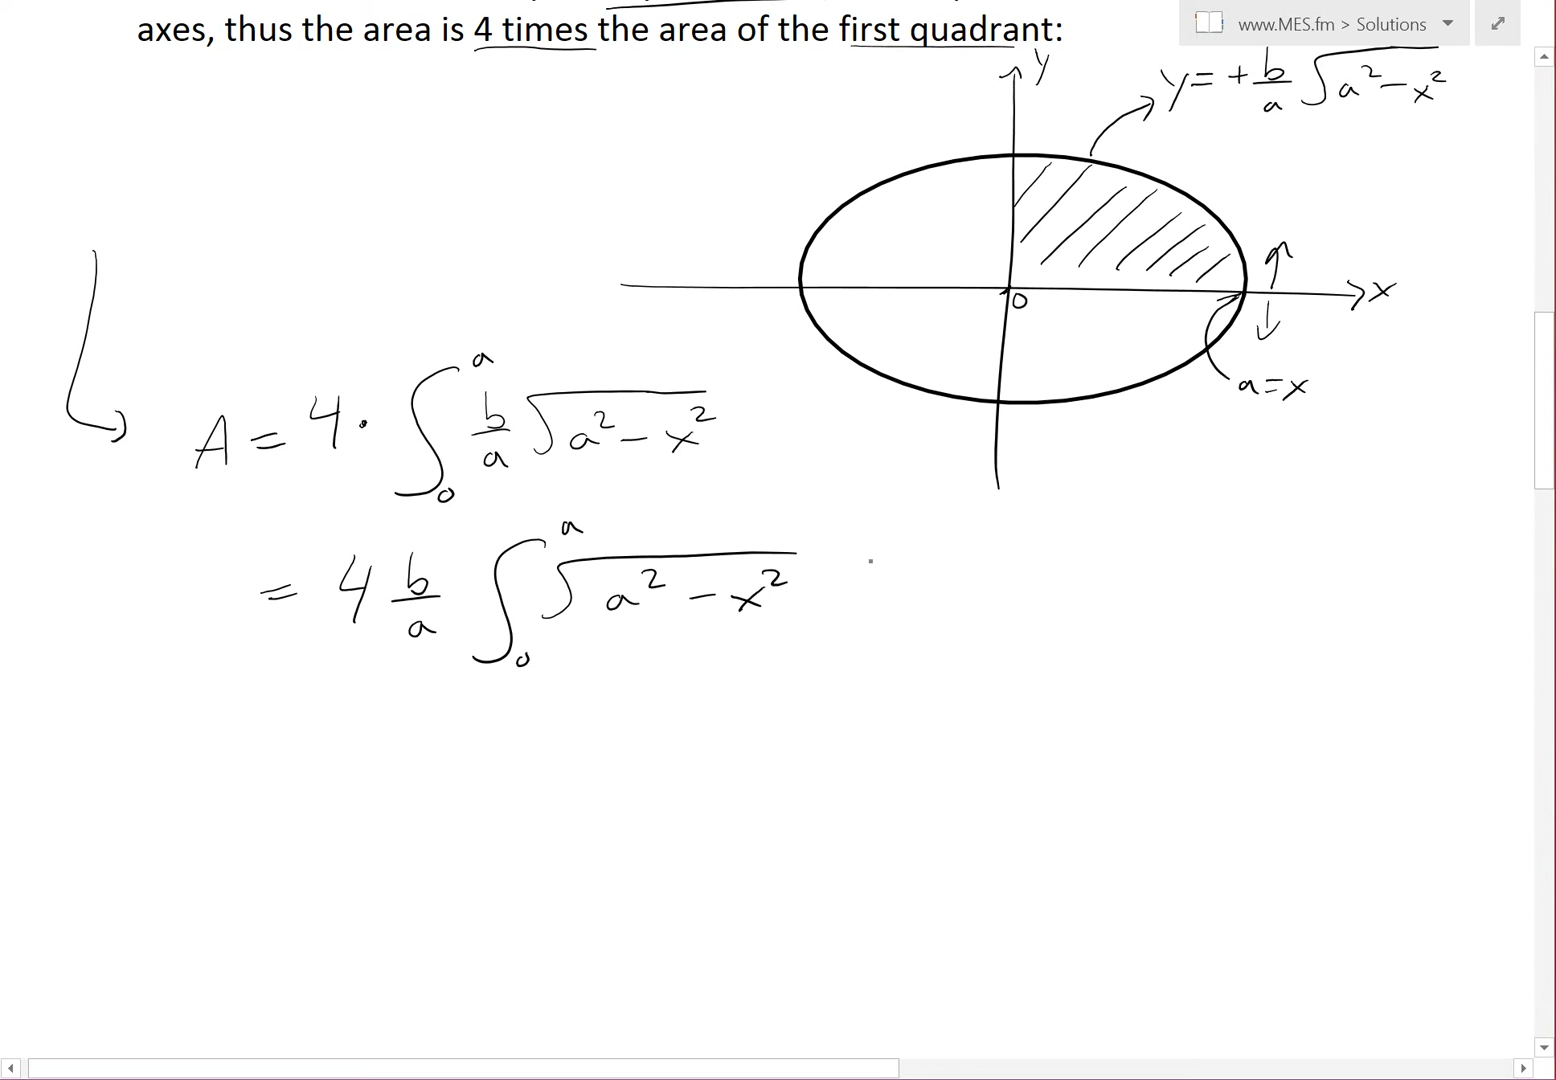 axes, thus the area is 4 times the area of the first quadrant:
www.MES.fm > Solutions
y
y = + b/a √(a² − x²)
0
x
a = x
A = 4 · ∫₀ᵃ b/a √(a² − x²)
= 4 b/a ∫₀ᵃ √(a² − x²)